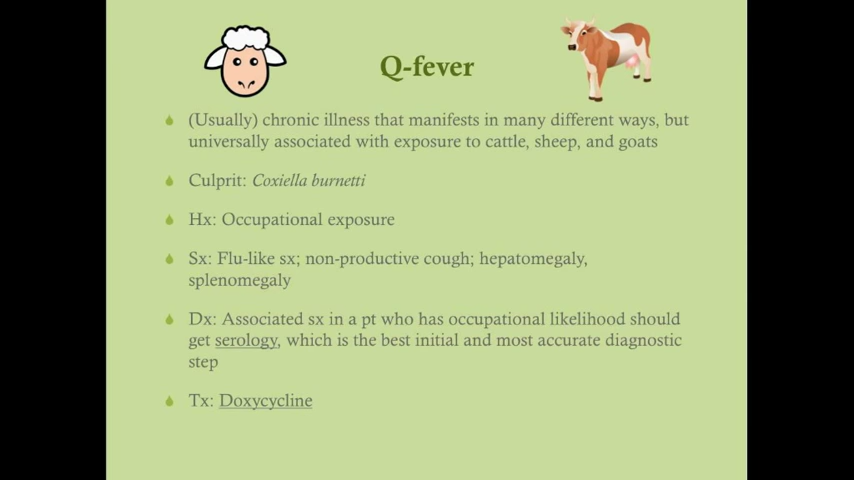 Q-fever
(Usually) chronic illness that manifests in many different ways, but
universally associated with exposure to cattle, sheep, and goats
Culprit: Coxiella burnetti
Hx: Occupational exposure
Sx: Flu-like sx; non-productive cough; hepatomegaly,
splenomegaly
Dx: Associated sx in a pt who has occupational likelihood should
get serology, which is the best initial and most accurate diagnostic
step
Tx: Doxycycline